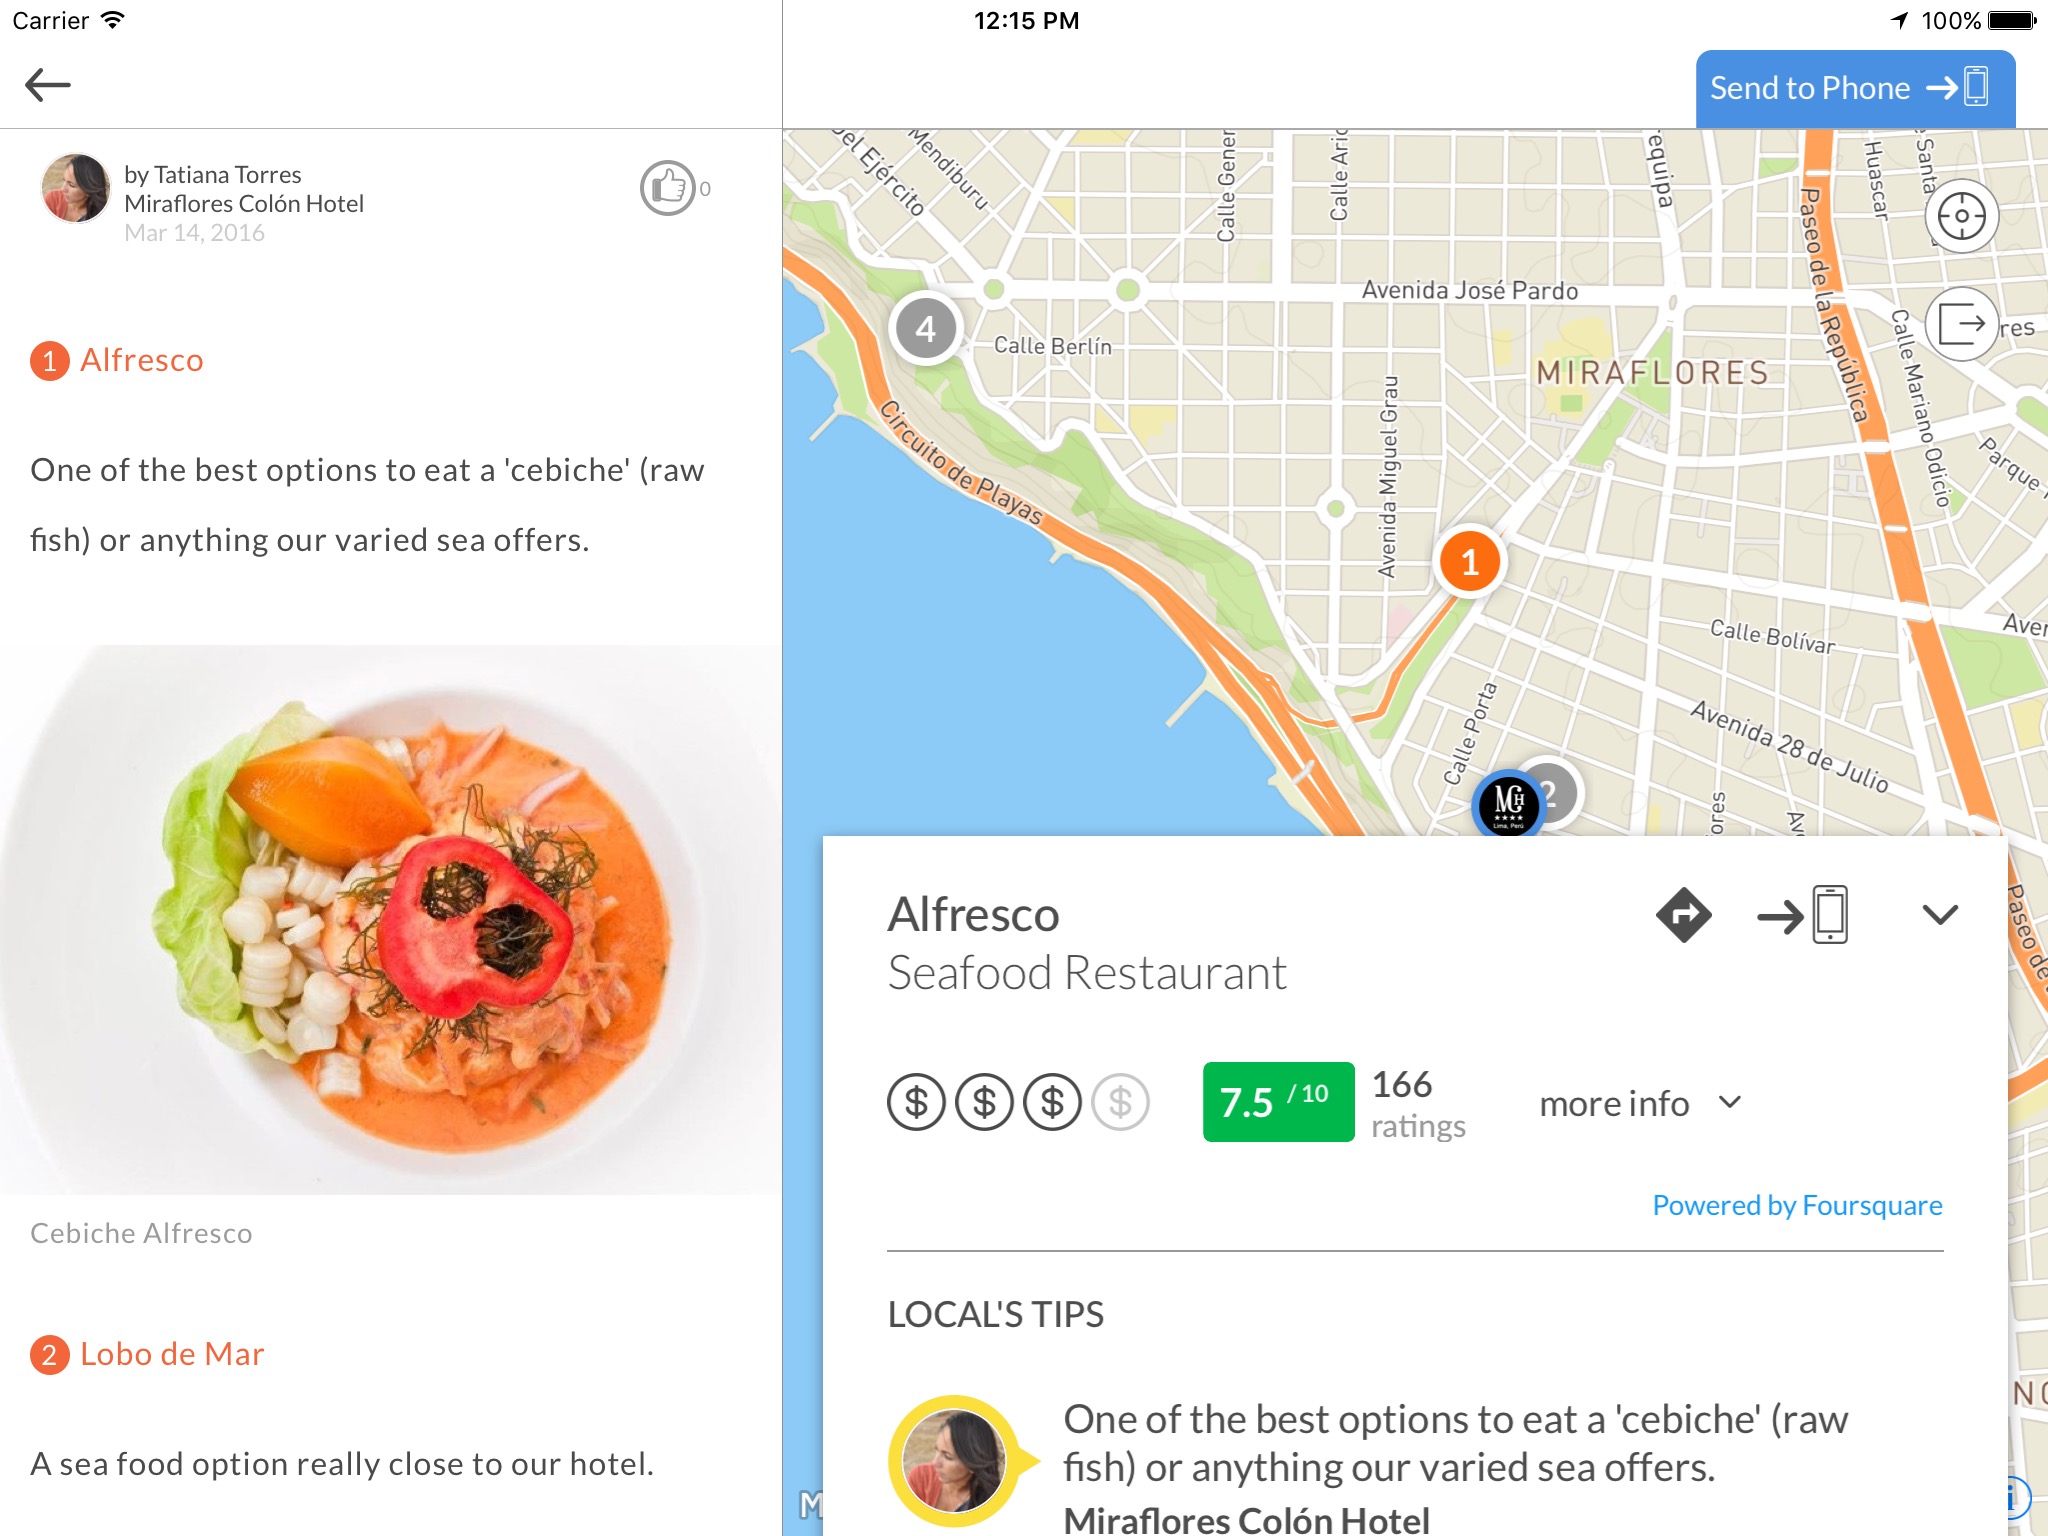 Carrier
12:15 PM
100%
Send to Phone
by Tatiana Torres
Miraflores Colón Hotel
Mar 14, 2016
0
1 Alfresco
One of the best options to eat a 'cebiche' (raw
fish) or anything our varied sea offers.
Cebiche Alfresco
2 Lobo de Mar
A sea food option really close to our hotel.
Del Ejército
Mendiburu
Calle Gener
Calle Aric
requipa
Paseo de la República
Huascar
e Santa
Avenida José Pardo
4
Calle Berlín
MIRAFLORES
res
Calle Mariano Odicio
Parque
Circuito de Playas
Avenida Miguel Grau
1
Calle Bolívar
Aven
Calle Porta
Avenida 28 de Julio
2
MCH
Lima, Perú
ores
Av
Paseo de
Alfresco
Seafood Restaurant
$ $ $ $
7.5 / 10
166
ratings
more info
Powered by Foursquare
LOCAL'S TIPS
One of the best options to eat a 'cebiche' (raw
fish) or anything our varied sea offers.
Miraflores Colón Hotel
NO
M
i